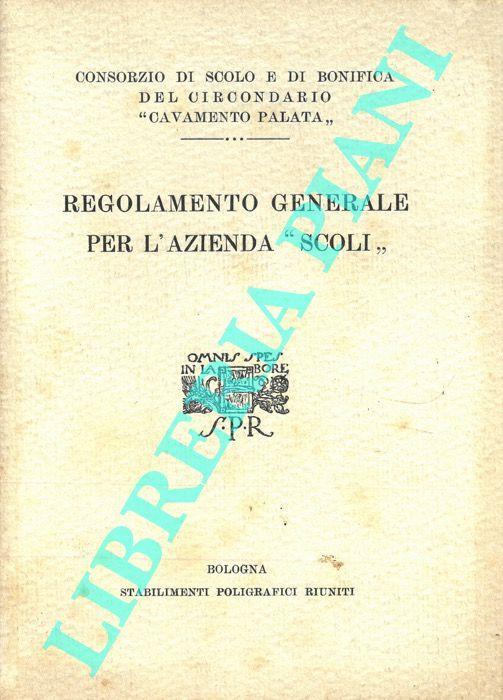 CONSORZIO DI SCOLO E DI BONIFICA
DEL CIRCONDARIO
“CAVAMENTO PALATA„
REGOLAMENTO GENERALE
PER L'AZIENDA “SCOLI„
OMNIS SPES
IN LABORE
S.P.R
BOLOGNA
STABILIMENTI POLIGRAFICI RIUNITI
LIBRERIA PIANI